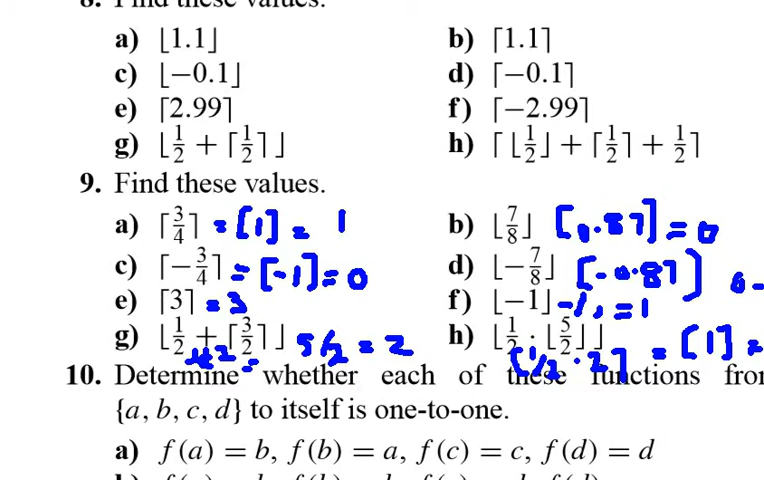 8. Find these values.
a) ⌊1.1⌋ b) ⌈1.1⌉
c) ⌊−0.1⌋ d) ⌈−0.1⌉
e) ⌈2.99⌉ f) ⌈−2.99⌉
g) ⌊1/2 + ⌈1/2⌉⌋ h) ⌈⌊1/2⌋ + ⌈1/2⌉ + 1/2⌉
9. Find these values.
a) ⌈3/4⌉ = [1] = 1 b) ⌊7/8⌋ [0.87] = 0
c) ⌈−3/4⌉ = [-1] = 0 d) ⌊−7/8⌋ [-0.87]
e) ⌈3⌉ = 3 f) ⌊−1⌋ = 1
g) ⌊1/2 + ⌈3/2⌉⌋ 5/2 = 2 h) ⌊1/2 · ⌊5/2⌋⌋ = [1] =
[1/2 · 2]
10. Determine whether each of these functions from
{a, b, c, d} to itself is one-to-one.
a) f(a) = b, f(b) = a, f(c) = c, f(d) = d